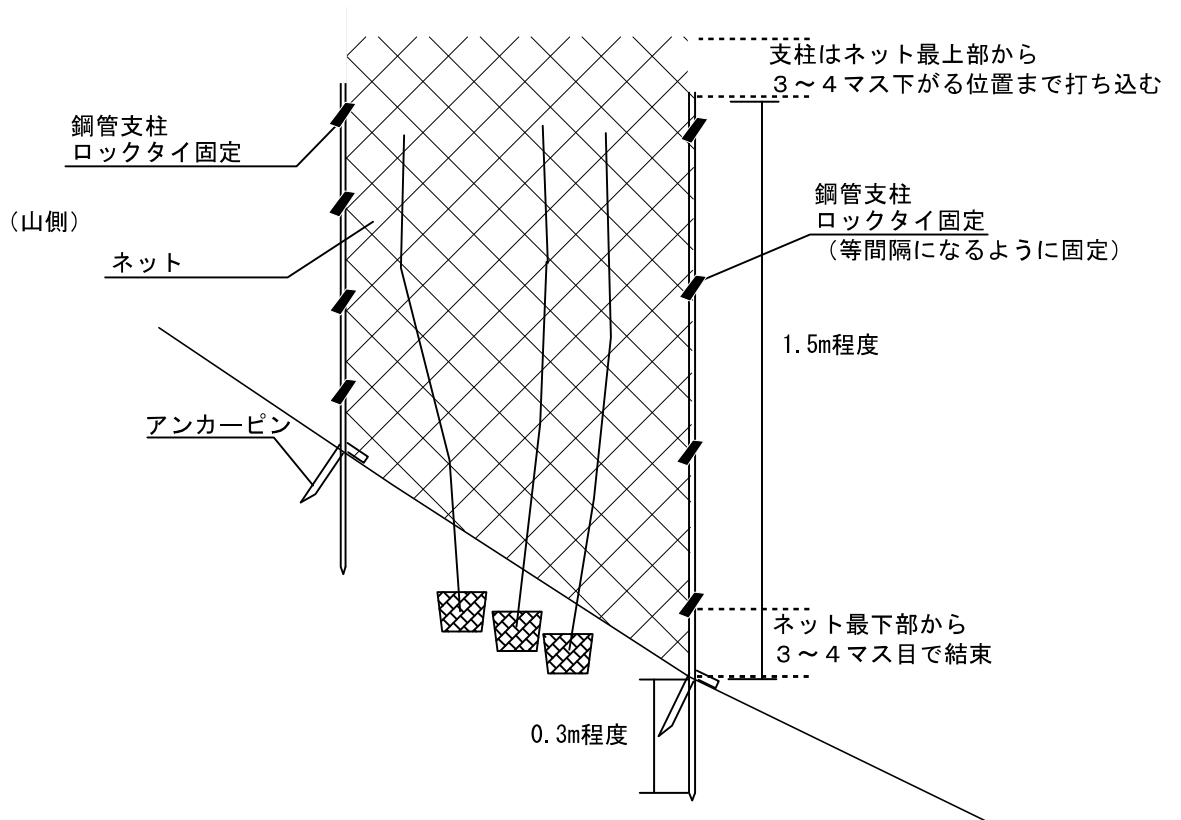 支柱はネット最上部から
３～４マス下がる位置まで打ち込む
鋼管支柱
ロックタイ固定
鋼管支柱
ロックタイ固定
（等間隔になるように固定）
（山側）
ネット
1.5m程度
アンカーピン
ネット最下部から
３～４マス目で結束
0.3m程度